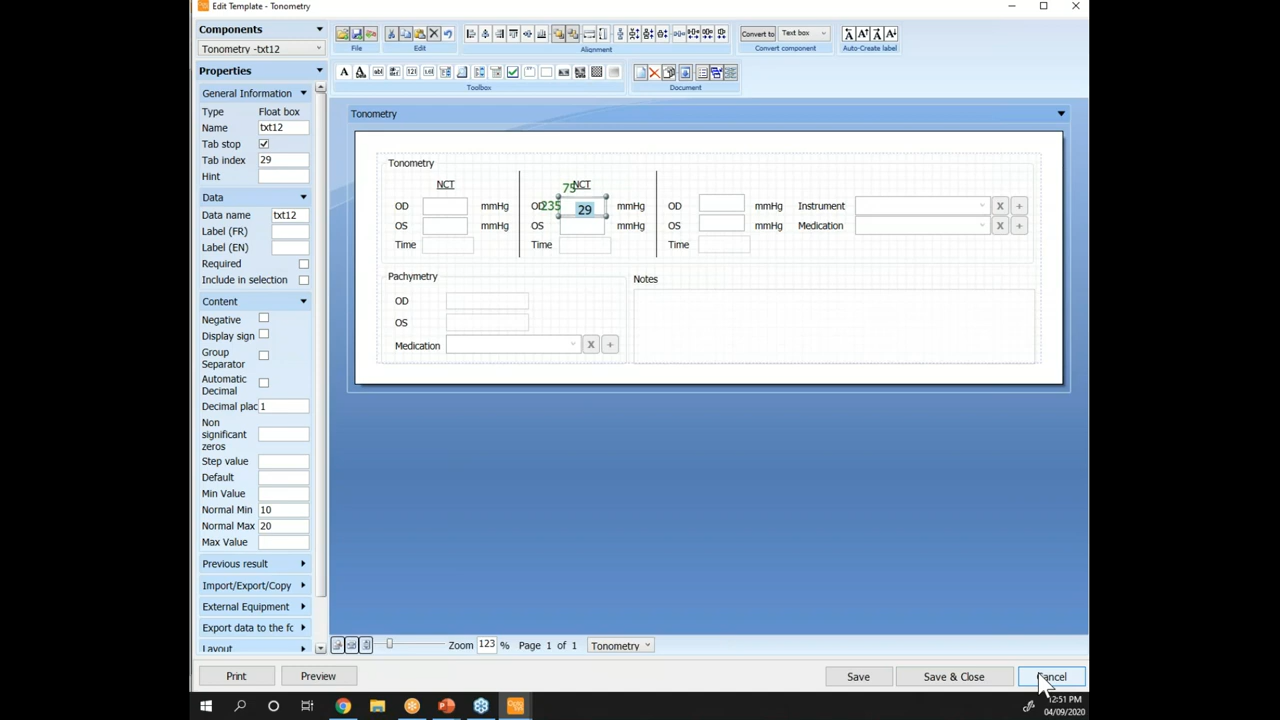 Edit Template - Tonometry
Components
Tonometry -txt12
Properties
General Information
Type Float box
Name txt12
Tab stop
Tab index 29
Hint
Data
Data name txt12
Label (FR)
Label (EN)
Required
Include in selection
Content
Negative
Display sign
Group
Separator
Automatic
Decimal
Decimal plac 1
Non
significant
zeros
Step value
Default
Min Value
Normal Min 10
Normal Max 20
Max Value
Previous result
Import/Export/Copy
External Equipment
Export data to the fo
Layout
File
Edit
Alignment
Convert to Text box
Convert component
Auto-Create label
Toolbox
Document
Tonometry
Tonometry
NCT 75 NCT
OD mmHg OD 235 29 mmHg OD mmHg Instrument X +
OS mmHg OS mmHg OS mmHg Medication X +
Time Time Time
Pachymetry Notes
OD
OS
Medication X +
Zoom 123 % Page 1 of 1 Tonometry
Print Preview Save Save & Close Cancel
12:51 PM
04/09/2020